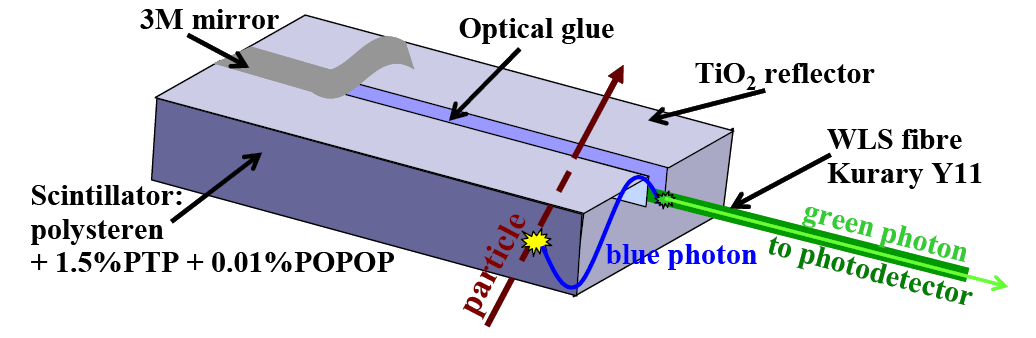 3M mirror
Optical glue
TiO₂ reflector
WLS fibre
Kurary Y11
Scintillator:
polysteren
+ 1.5%PTP + 0.01%POPOP
particle
blue photon
green photon
to photodetector